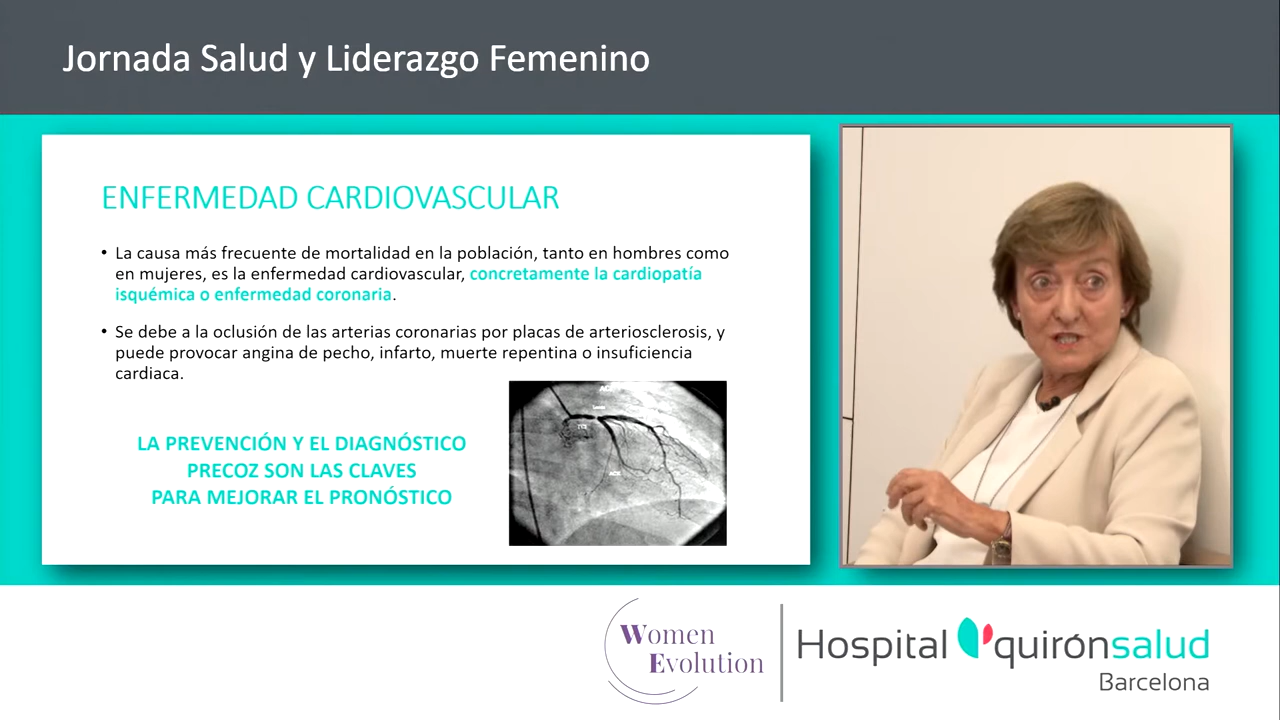 Jornada Salud y Liderazgo Femenino
ENFERMEDAD CARDIOVASCULAR
• La causa más frecuente de mortalidad en la población, tanto en hombres como
en mujeres, es la enfermedad cardiovascular, concretamente la cardiopatía
isquémica o enfermedad coronaria.
• Se debe a la oclusión de las arterias coronarias por placas de arteriosclerosis, y
puede provocar angina de pecho, infarto, muerte repentina o insuficiencia
cardiaca.
LA PREVENCIÓN Y EL DIAGNÓSTICO
PRECOZ SON LAS CLAVES
PARA MEJORAR EL PRONÓSTICO
Women
Evolution
Hospital quirónsalud
Barcelona